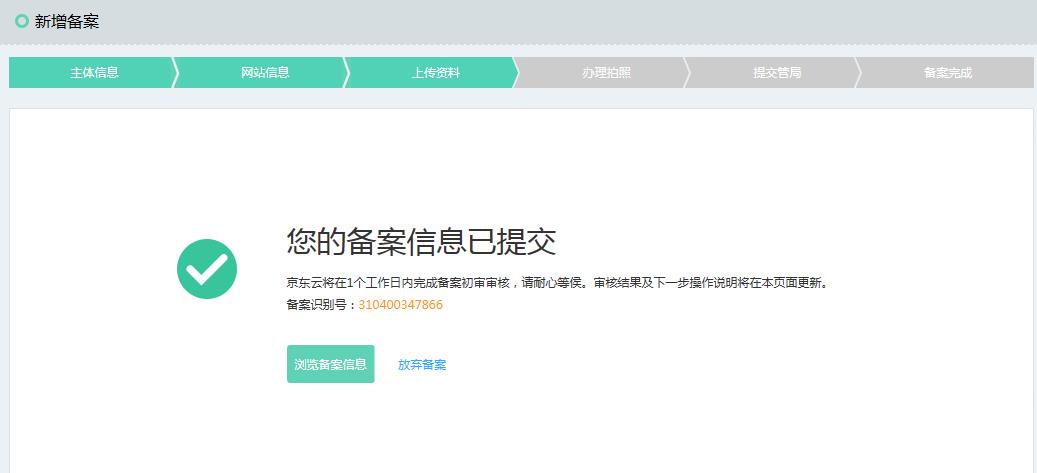 新增备案
主体信息
网站信息
上传资料
办理拍照
提交管局
备案完成
您的备案信息已提交
京东云将在1个工作日内完成备案初审审核，请耐心等侯。审核结果及下一步操作说明将在本页面更新。
备案识别号：310400347866
浏览备案信息
放弃备案